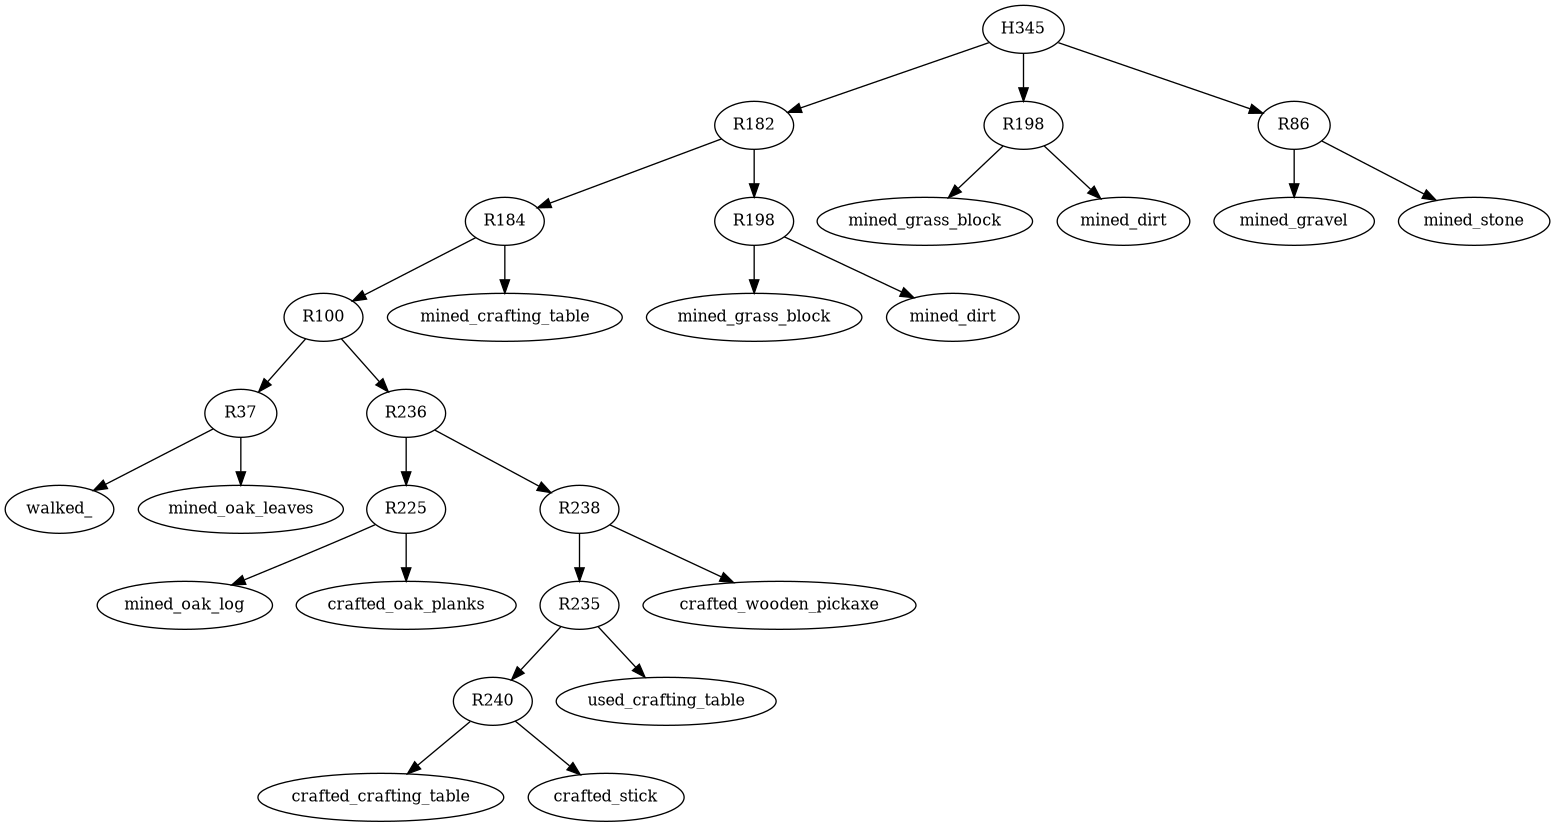 H345
R182
R198
R86
R184
R198
mined_grass_block
mined_dirt
mined_gravel
mined_stone
R100
mined_crafting_table
mined_grass_block
mined_dirt
R37
R236
walked_
mined_oak_leaves
R225
R238
mined_oak_log
crafted_oak_planks
R235
crafted_wooden_pickaxe
R240
used_crafting_table
crafted_crafting_table
crafted_stick